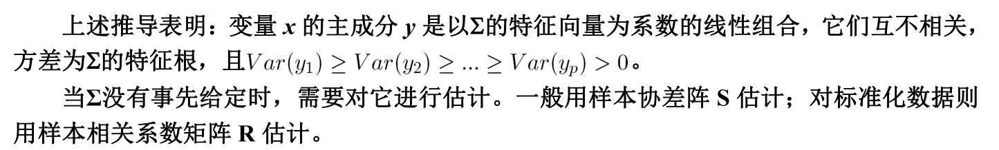 上述推导表明：变量 x 的主成分 y 是以Σ的特征向量为系数的线性组合，它们互不相关，
方差为Σ的特征根，且Var(y₁) ≥ Var(y₂) ≥ ... ≥ Var(yₚ) > 0。
当Σ没有事先给定时，需要对它进行估计。一般用样本协差阵 S 估计；对标准化数据则
用样本相关系数矩阵 R 估计。